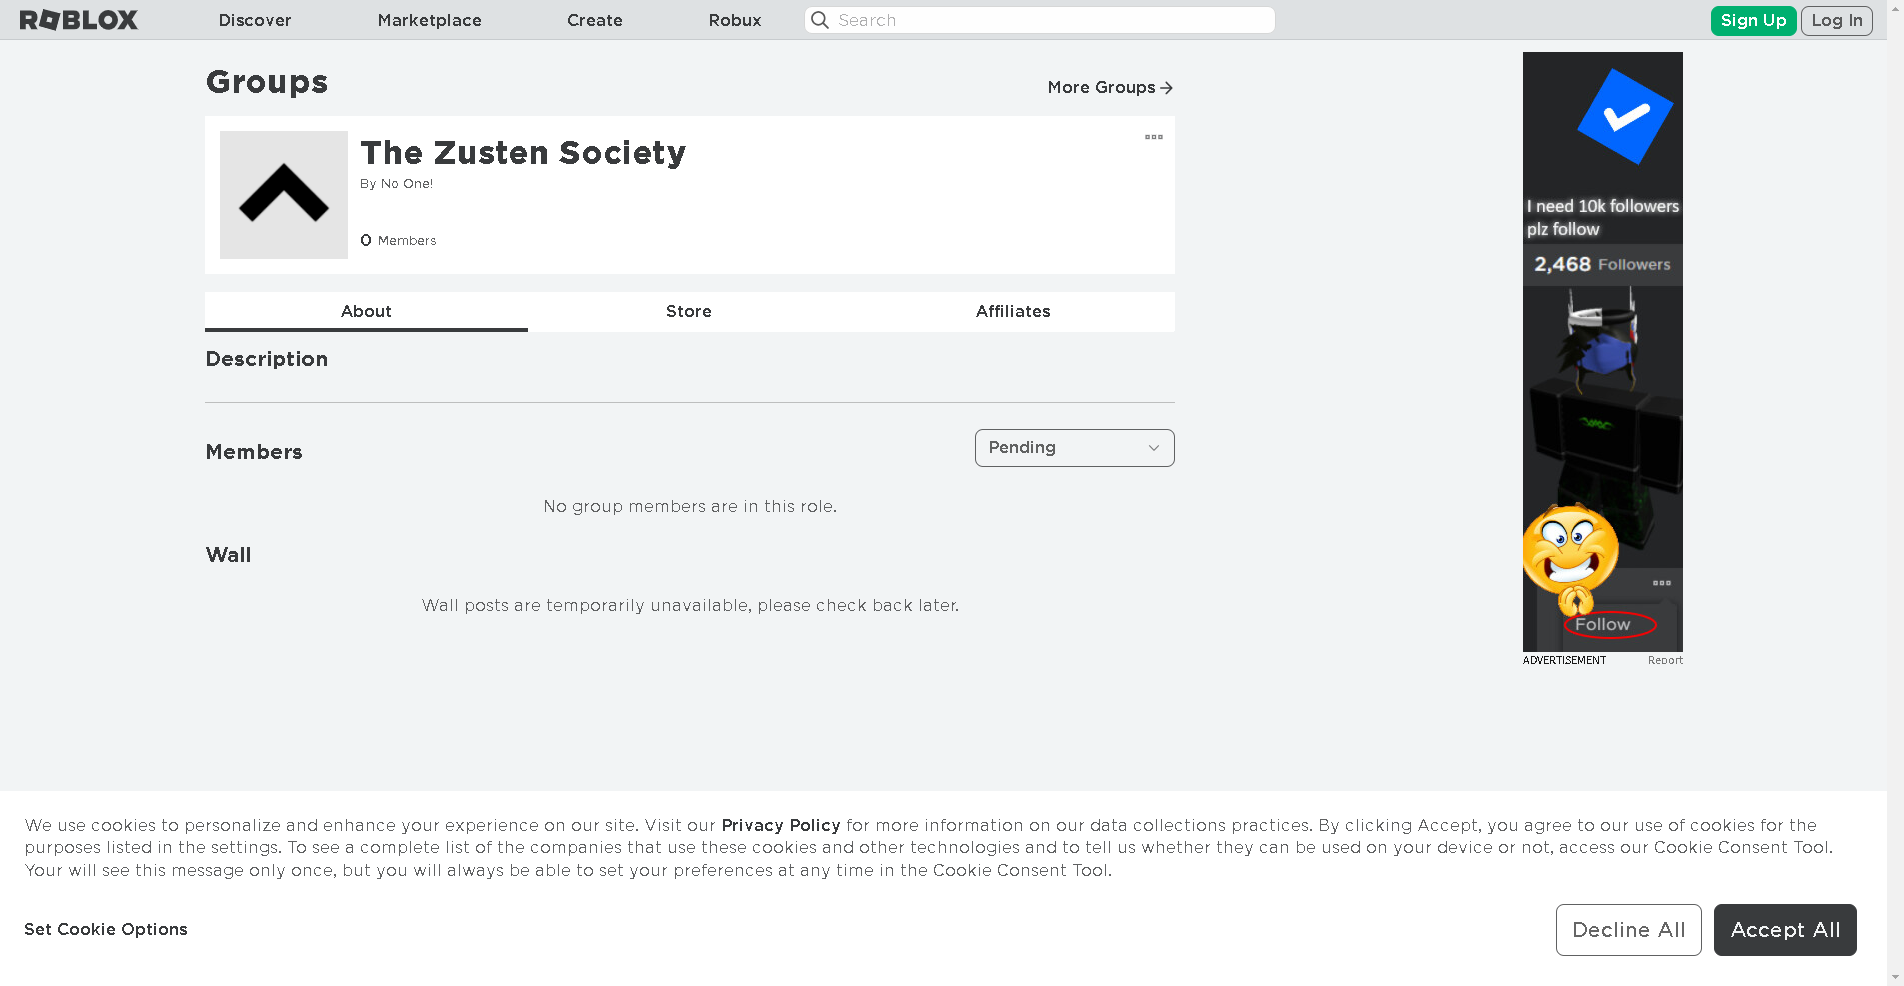 ROBLOX
Discover
Marketplace
Create
Robux
Search
Sign Up
Log In
Groups
More Groups
The Zusten Society
By No One!
0 Members
About
Store
Affiliates
Description
Members
Pending
No group members are in this role.
Wall
Wall posts are temporarily unavailable, please check back later.
I need 10k followers
plz follow
2,468 Followers
Follow
ADVERTISEMENT
Report
We use cookies to personalize and enhance your experience on our site. Visit our Privacy Policy for more information on our data collections practices. By clicking Accept, you agree to our use of cookies for the
purposes listed in the settings. To see a complete list of the companies that use these cookies and other technologies and to tell us whether they can be used on your device or not, access our Cookie Consent Tool.
Your will see this message only once, but you will always be able to set your preferences at any time in the Cookie Consent Tool.
Set Cookie Options
Decline All
Accept All